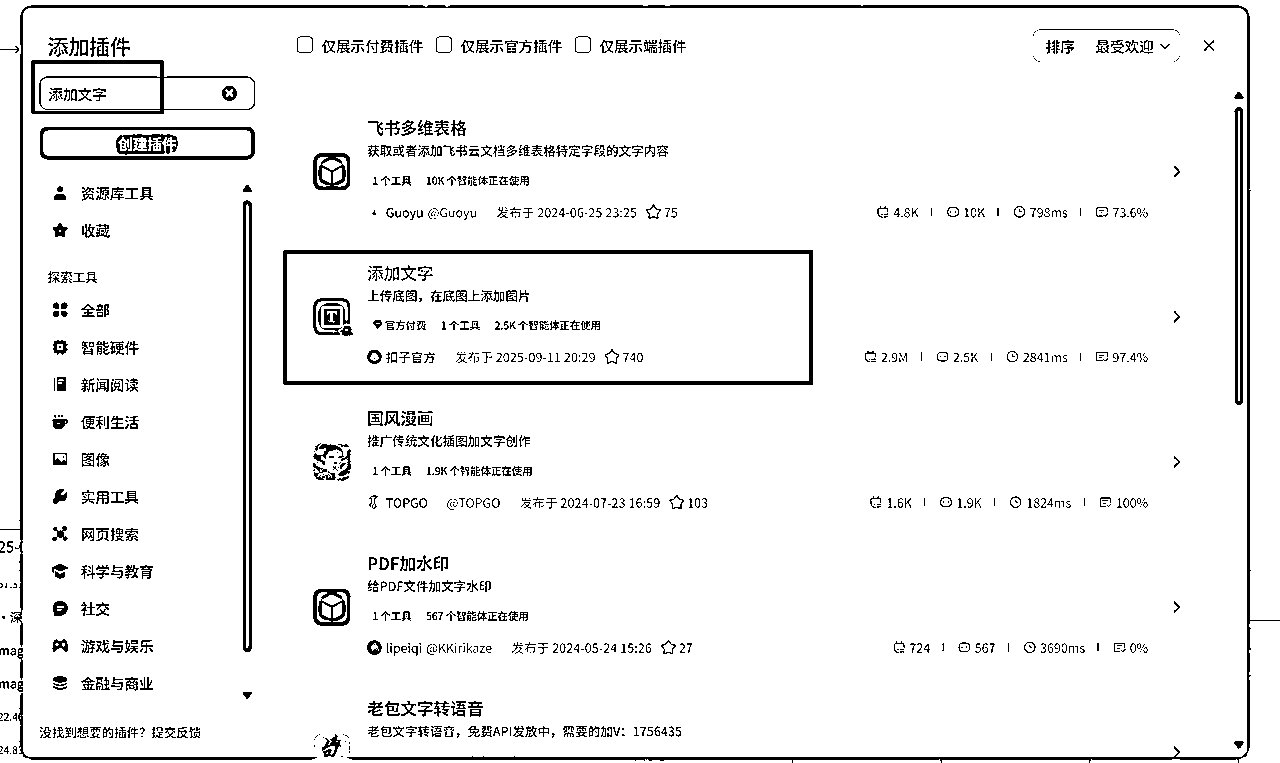 添加插件
仅展示付费插件
仅展示官方插件
仅展示端插件
排序 最受欢迎
添加文字
创建插件
资源库工具
收藏
探索工具
全部
智能硬件
新闻阅读
便利生活
图像
实用工具
网页搜索
科学与教育
社交
游戏与娱乐
金融与商业
没找到想要的插件? 提交反馈
飞书多维表格
获取或者添加飞书云文档多维表格特定字段的文字内容
1个工具 10K个智能体正在使用
Guoyu @Guoyu 发布于 2024-06-25 23:25 75
4.8K | 10K | 798ms | 73.6%
添加文字
上传底图,在底图上添加图片
官方付费 1个工具 2.5K个智能体正在使用
扣子官方 发布于 2025-09-11 20:29 740
2.9M | 2.5K | 2841ms | 97.4%
国风漫画
推广传统文化插图加文字创作
1个工具 1.9K个智能体正在使用
TOPGO @TOPGO 发布于 2024-07-23 16:59 103
1.6K | 1.9K | 1824ms | 100%
PDF加水印
给PDF文件加文字水印
1个工具 567个智能体正在使用
lipeiqi @KKirikaze 发布于 2024-05-24 15:26 27
724 | 567 | 3690ms | 0%
老包文字转语音
老包文字转语音,免费API发放中,需要的加V:1756435